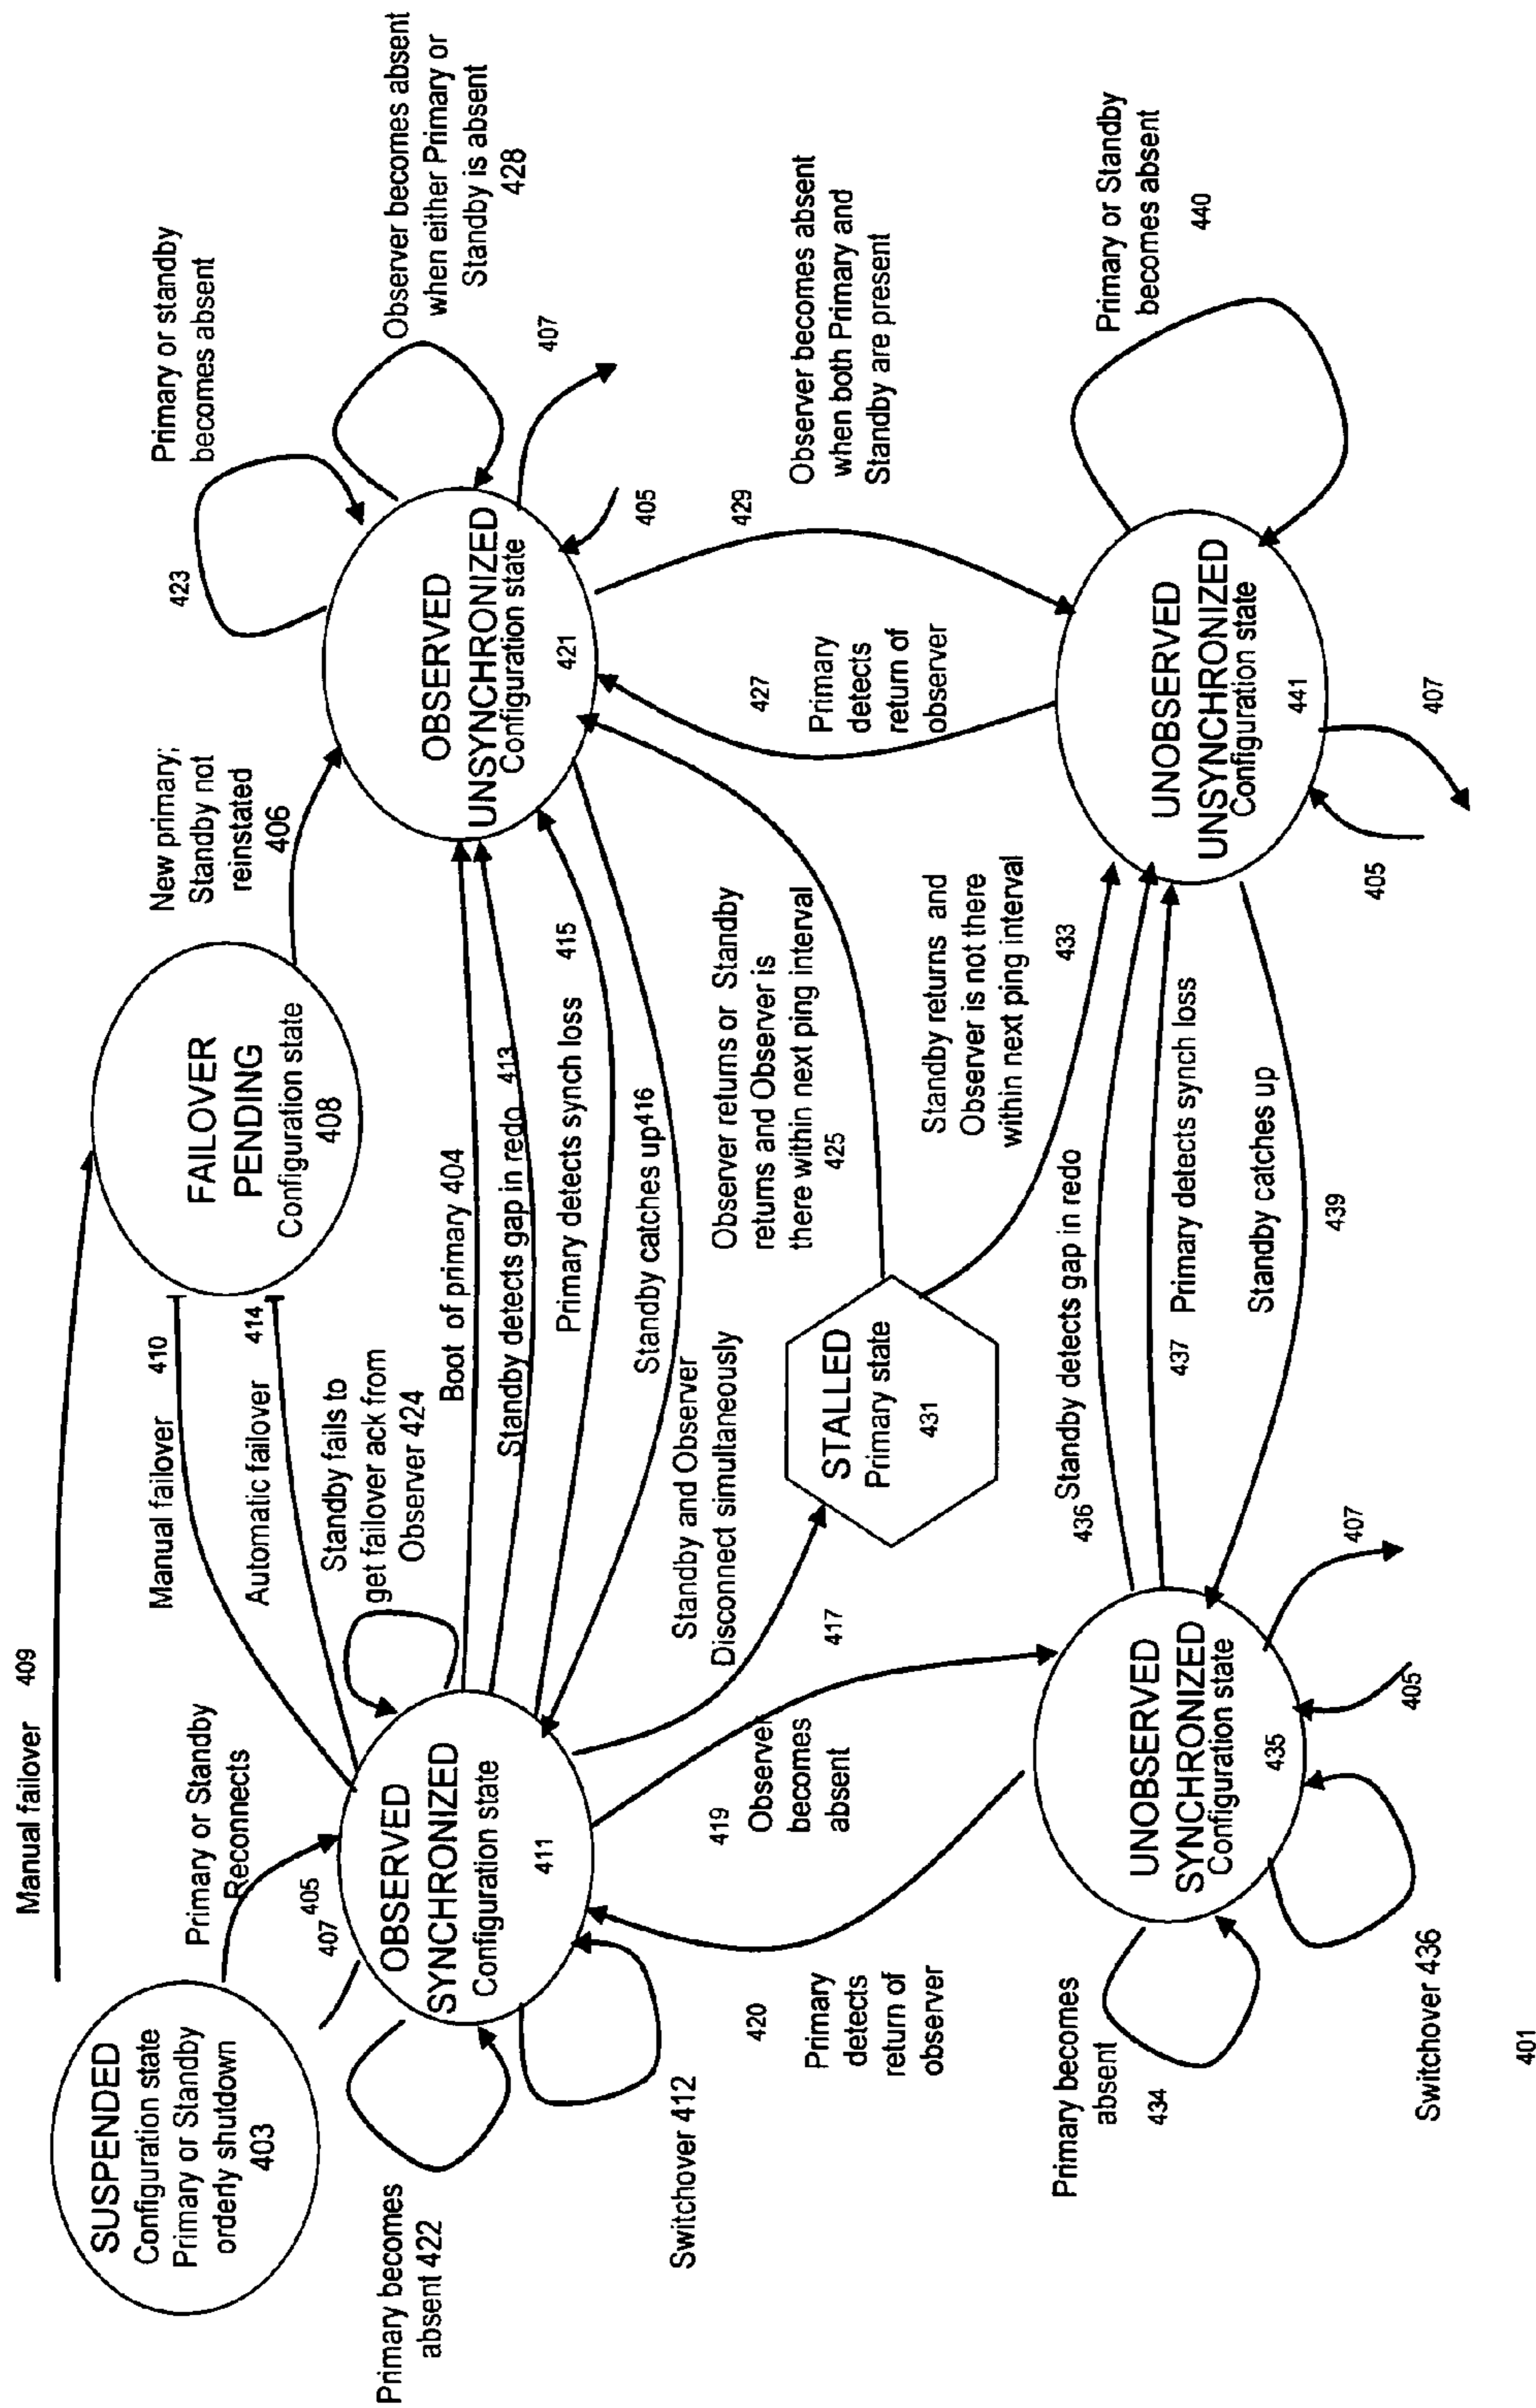 Manual failover 409
SUSPENDED
Configuration state
Primary or Standby
orderly shutdown
403
Primary or Standby
Reconnects
405
407
Manual failover 410
Automatic failover 414
FAILOVER
PENDING
Configuration state
408
New primary;
Standby not
reinstated
406
Primary or standby
becomes absent
423
Observer becomes absent
when either Primary or
Standby is absent
428
407
405
OBSERVED
UNSYNCHRONIZED
Configuration state
421
Standby fails to
get failover ack from
Observer 424
Boot of primary 404
Standby detects gap in redo 413
Primary detects synch loss 415
Standby catches up 416
OBSERVED
SYNCHRONIZED
Configuration state
411
Primary becomes
absent 422
Switchover 412
Standby and Observer
Disconnect simultaneously
417
STALLED
Primary state
431
Observer returns or Standby
returns and Observer is
there within next ping interval
425
Standby returns and
Observer is not there
within next ping interval
433
429
Observer becomes absent
when both Primary and
Standby are present
427
Primary
detects
return of
observer
419
Observer
becomes
absent
420
Primary
detects
return of
observer
436 Standby detects gap in redo
437 Primary detects synch loss
Standby catches up
439
UNOBSERVED
SYNCHRONIZED
Configuration state
435
Primary becomes
absent
434
Switchover 436
405
407
UNOBSERVED
UNSYNCHRONIZED
Configuration state
441
Primary or Standby
becomes absent
440
405
407
401